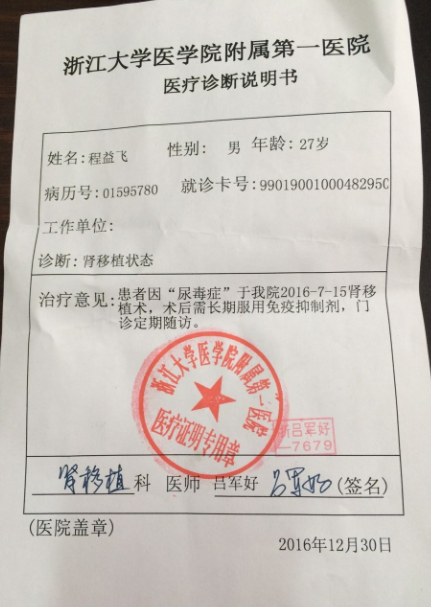 浙江大学医学院附属第一医院
医疗诊断说明书
姓名:程益飞 性别: 男 年龄:27岁
病历号:01595780 就诊卡号:99019001000482950
工作单位:
诊断:肾移植状态
治疗意见:患者因“尿毒症”于我院2016-7-15肾移
植术，术后需长期服用免疫抑制剂，门
诊定期随访。
浙江大学医学院附属第一医院
医疗证明专用章
浙吕军好
—7679
肾移植科 医师 吕军好 吕军好(签名)
(医院盖章)
2016年12月30日